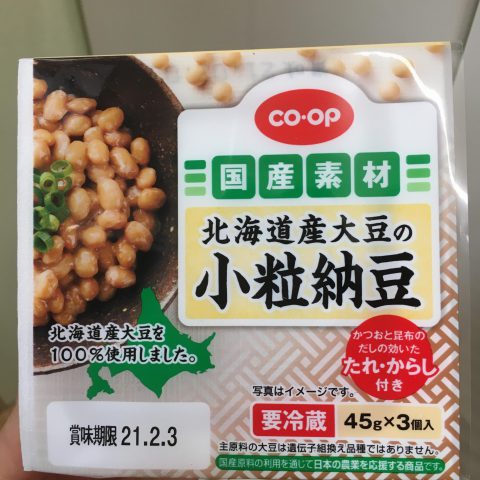 CO·OP
国産素材
北海道産大豆の
小粒納豆
北海道産大豆を
100%使用しました。
かつおと昆布の
だしの効いた
たれ・からし
付き
写真はイメージです。
賞味期限 21.2.3
要冷蔵 45g×3個入
主原料の大豆は遺伝子組換え品種ではありません。
国産原料の利用を通じて日本の農業を応援する商品です。